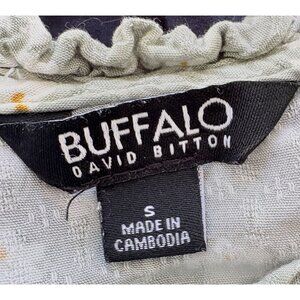 BUFFALO
DAVID BITTON
S
MADE IN
CAMBODIA